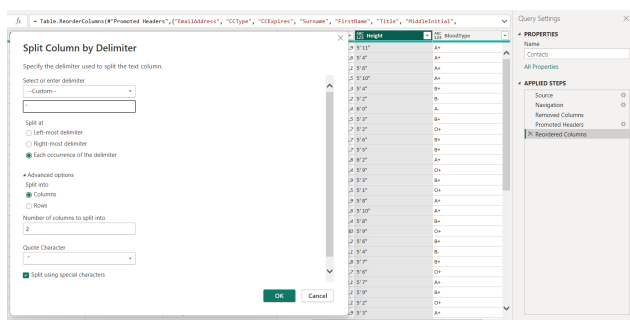 fx = Table.ReorderColumns(#"Promoted Headers",{"EmailAddress", "CCType", "CCExpires", "Surname", "FirstName", "Title", "MiddleInitial",
Split Column by Delimiter
Specify the delimiter used to split the text column.
Select or enter delimiter
--Custom--
'
Split at
Left-most delimiter
Right-most delimiter
Each occurrence of the delimiter
Advanced options
Split into
Columns
Rows
Number of columns to split into
2
Quote Character
"
Split using special characters
OK Cancel
ABC 123 Height ABC 123 BloodType
5' 11" A+
5' 4" A+
5' 6" A+
5' 10" A+
5' 4" B+
5' 2" B-
6' 0" A-
5' 3" B+
5' 2" O+
5' 6" B+
5' 5" B+
6' 2" A+
5' 9" O+
5' 3" B+
5' 1" O+
5' 8" A+
5' 10" A+
5' 8" B+
5' 9" O+
5' 6" B+
5' 4" B-
5' 7" B+
5' 6" O+
5' 7" A+
5' 9" B+
5' 2" O+
5' 3" A+
Query Settings
PROPERTIES
Name
Contacts
All Properties
APPLIED STEPS
Source
Navigation
Removed Columns
Promoted Headers
Reordered Columns